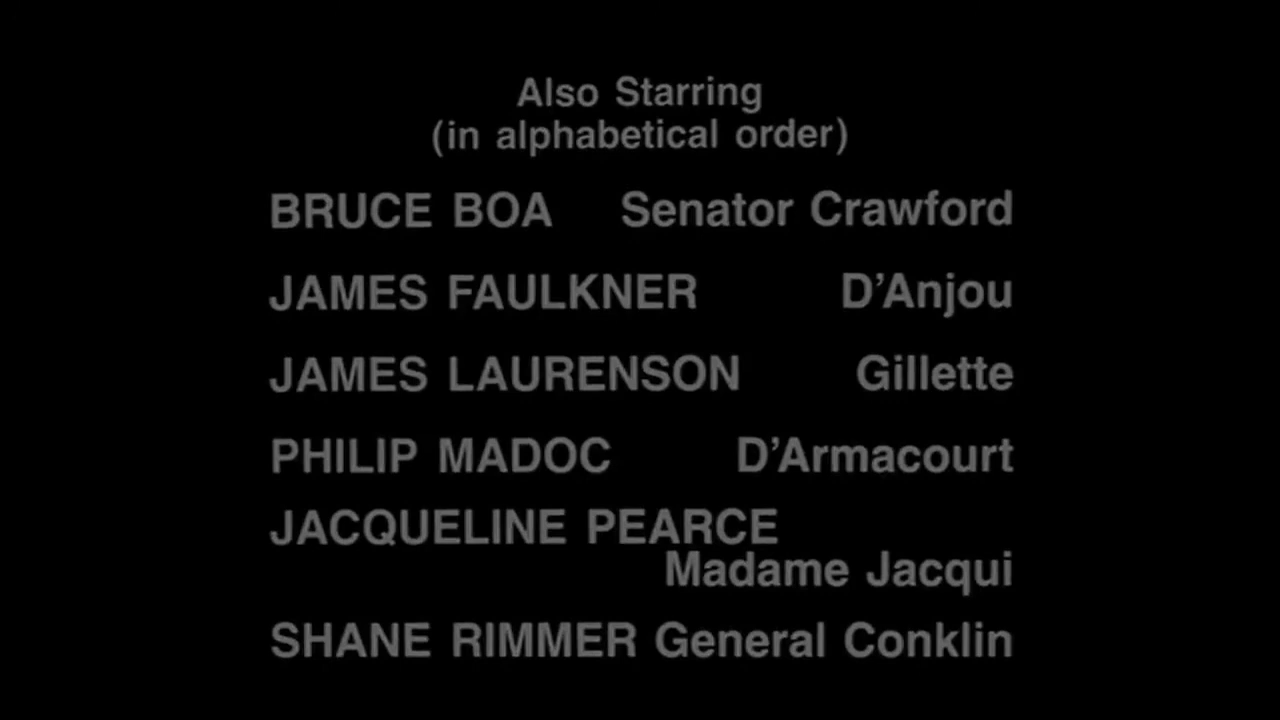 Also Starring
(in alphabetical order)
BRUCE BOA Senator Crawford
JAMES FAULKNER D'Anjou
JAMES LAURENSON Gillette
PHILIP MADOC D'Armacourt
JACQUELINE PEARCE
Madame Jacqui
SHANE RIMMER General Conklin